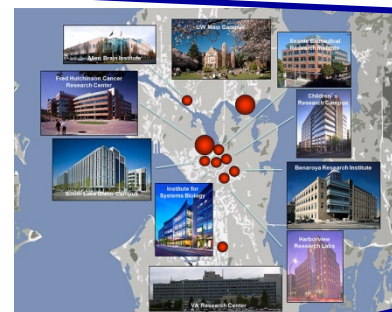 UW Main Campus
Allen Brain Institute
Seattle Biomedical
Research Institute
Fred Hutchinson Cancer
Research Center
Children's
Research Campus
South Lake Union Campus
Benaroya Research Institute
Institute for
Systems Biology
Harborview
Research Labs
VA Research Center